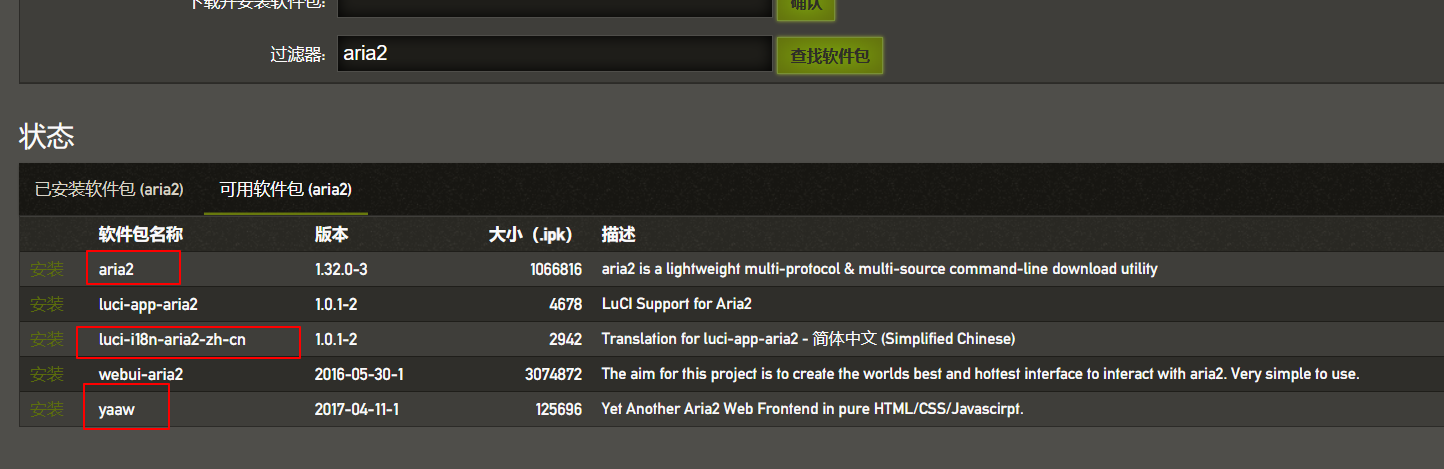 下载并安装软件包: 确认
过滤器: aria2 查找软件包
状态
已安装软件包 (aria2) 可用软件包 (aria2)
软件包名称 版本 大小（.ipk） 描述
安装 aria2 1.32.0-3 1066816 aria2 is a lightweight multi-protocol & multi-source command-line download utility
安装 luci-app-aria2 1.0.1-2 4678 LuCI Support for Aria2
安装 luci-i18n-aria2-zh-cn 1.0.1-2 2942 Translation for luci-app-aria2 - 简体中文 (Simplified Chinese)
安装 webui-aria2 2016-05-30-1 3074872 The aim for this project is to create the worlds best and hottest interface to interact with aria2. Very simple to use.
安装 yaaw 2017-04-11-1 125696 Yet Another Aria2 Web Frontend in pure HTML/CSS/Javascirpt.